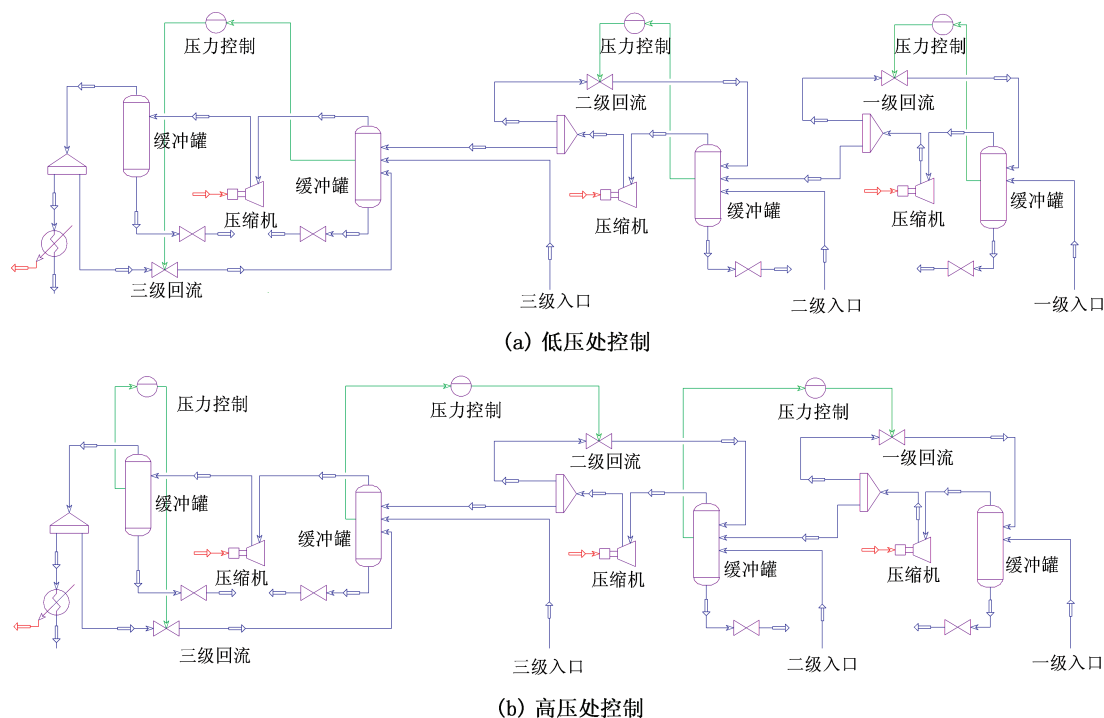 压力控制
压力控制
压力控制
二级回流
一级回流
缓冲罐
缓冲罐
缓冲罐
缓冲罐
压缩机
压缩机
压缩机
三级回流
三级入口
二级入口
一级入口
(a) 低压处控制
压力控制
压力控制
压力控制
二级回流
一级回流
缓冲罐
缓冲罐
缓冲罐
缓冲罐
压缩机
压缩机
压缩机
三级回流
三级入口
二级入口
一级入口
(b) 高压处控制